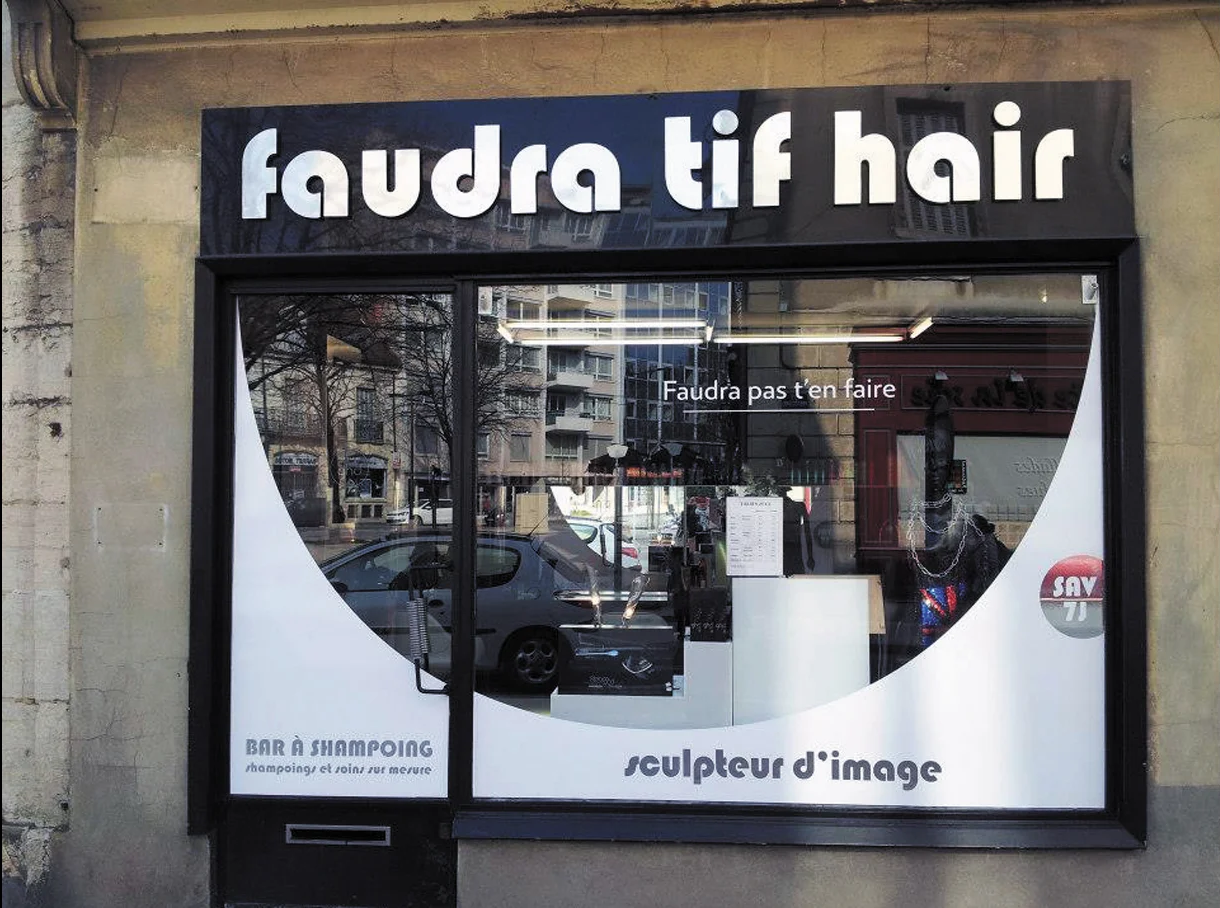 faudra tif hair
Faudra pas t'en faire
SAV
7J
BAR À SHAMPOING
shampoings et soins sur mesure
sculpteur d'image